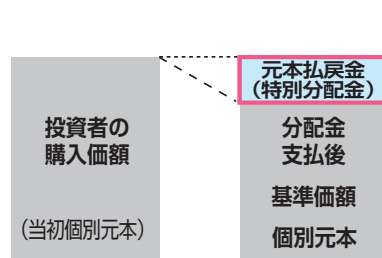 投資者の
購入価額
(当初個別元本)
元本払戻金
(特別分配金)
分配金
支払後
基準価額
個別元本